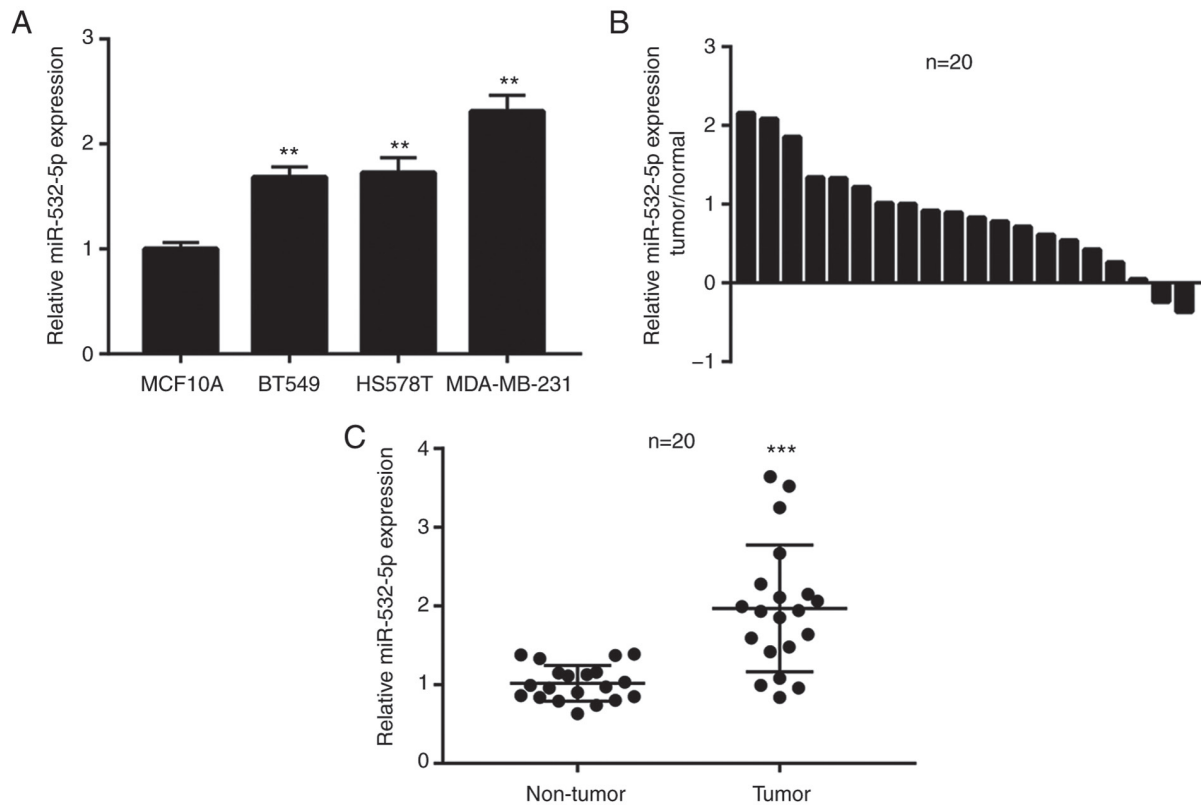 A
Relative miR-532-5p expression
3
2
1
0
**
**
**
MCF10A
BT549
HS578T
MDA-MB-231
B
Relative miR-532-5p expression
tumor/normal
3
2
1
0
−1
n=20
C
Relative miR-532-5p expression
4
3
2
1
0
n=20
***
Non-tumor
Tumor